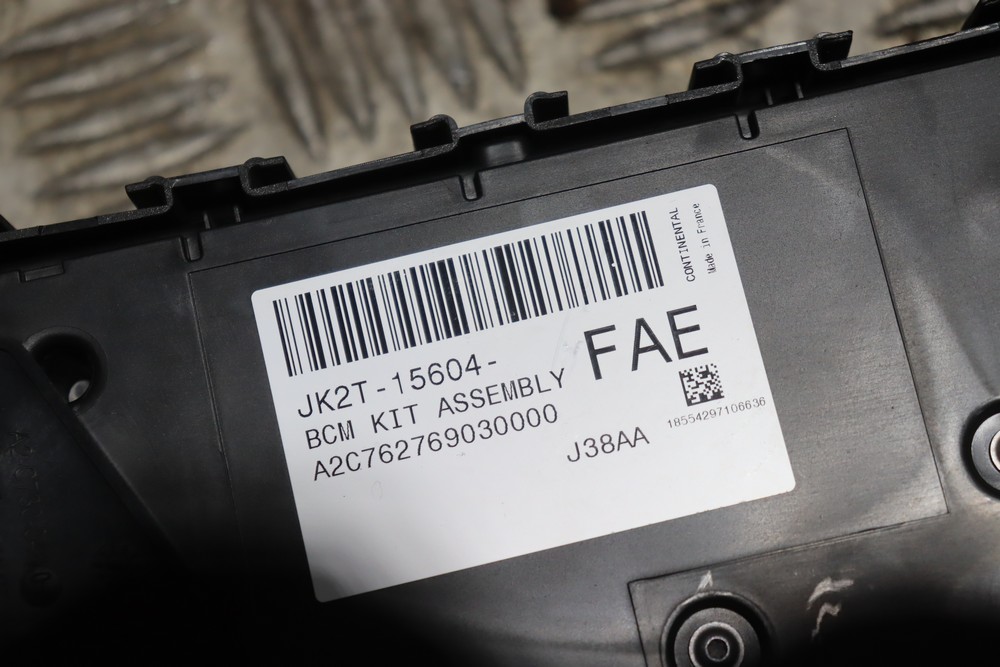 CONTINENTAL
Made in France
JK2T-15604-
FAE
BCM KIT ASSEMBLY
A2C762769030000
18554297106636
J38AA